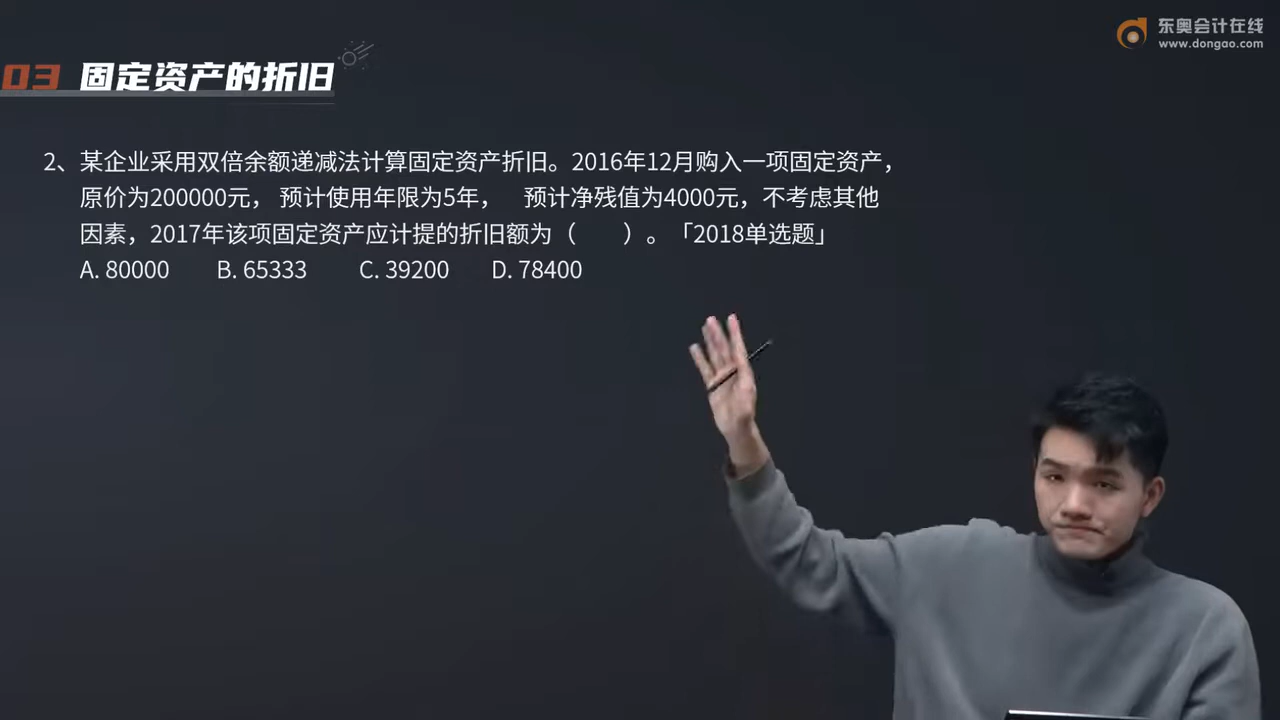 东奥会计在线
www.dongao.com
03 固定资产的折旧
2、某企业采用双倍余额递减法计算固定资产折旧。2016年12月购入一项固定资产，
原价为200000元， 预计使用年限为5年， 预计净残值为4000元，不考虑其他
因素，2017年该项固定资产应计提的折旧额为（ ）。「2018单选题」
A. 80000 B. 65333 C. 39200 D. 78400